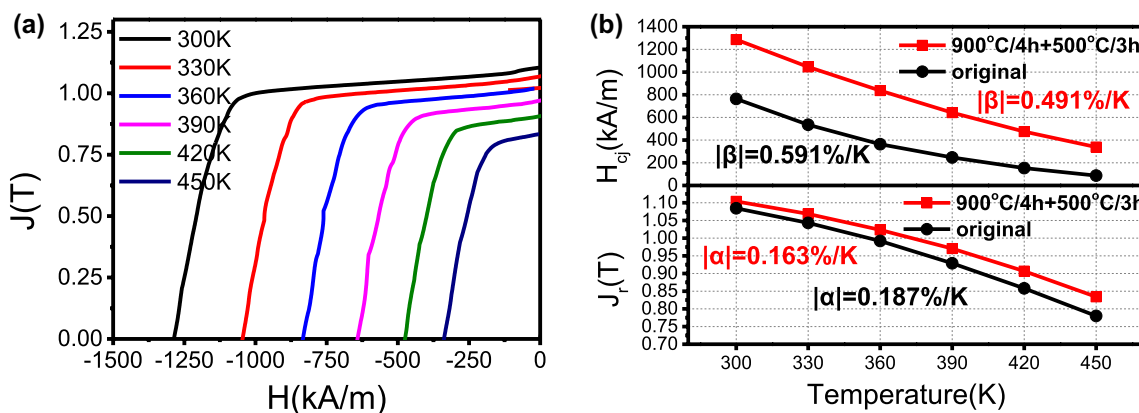 (a)
J(T)
1.25
1.00
0.75
0.50
0.25
0.00
300K
330K
360K
390K
420K
450K
-1500 -1250 -1000 -750 -500 -250 0
H(kA/m)
(b)
H_cj(kA/m)
1400
1200
1000
800
600
400
200
0
900°C/4h+500°C/3h
original
|β|=0.491%/K
|β|=0.591%/K
J_r(T)
1.10
1.05
1.00
0.95
0.90
0.85
0.80
0.75
0.70
900°C/4h+500°C/3h
original
|α|=0.163%/K
|α|=0.187%/K
300 330 360 390 420 450
Temperature(K)